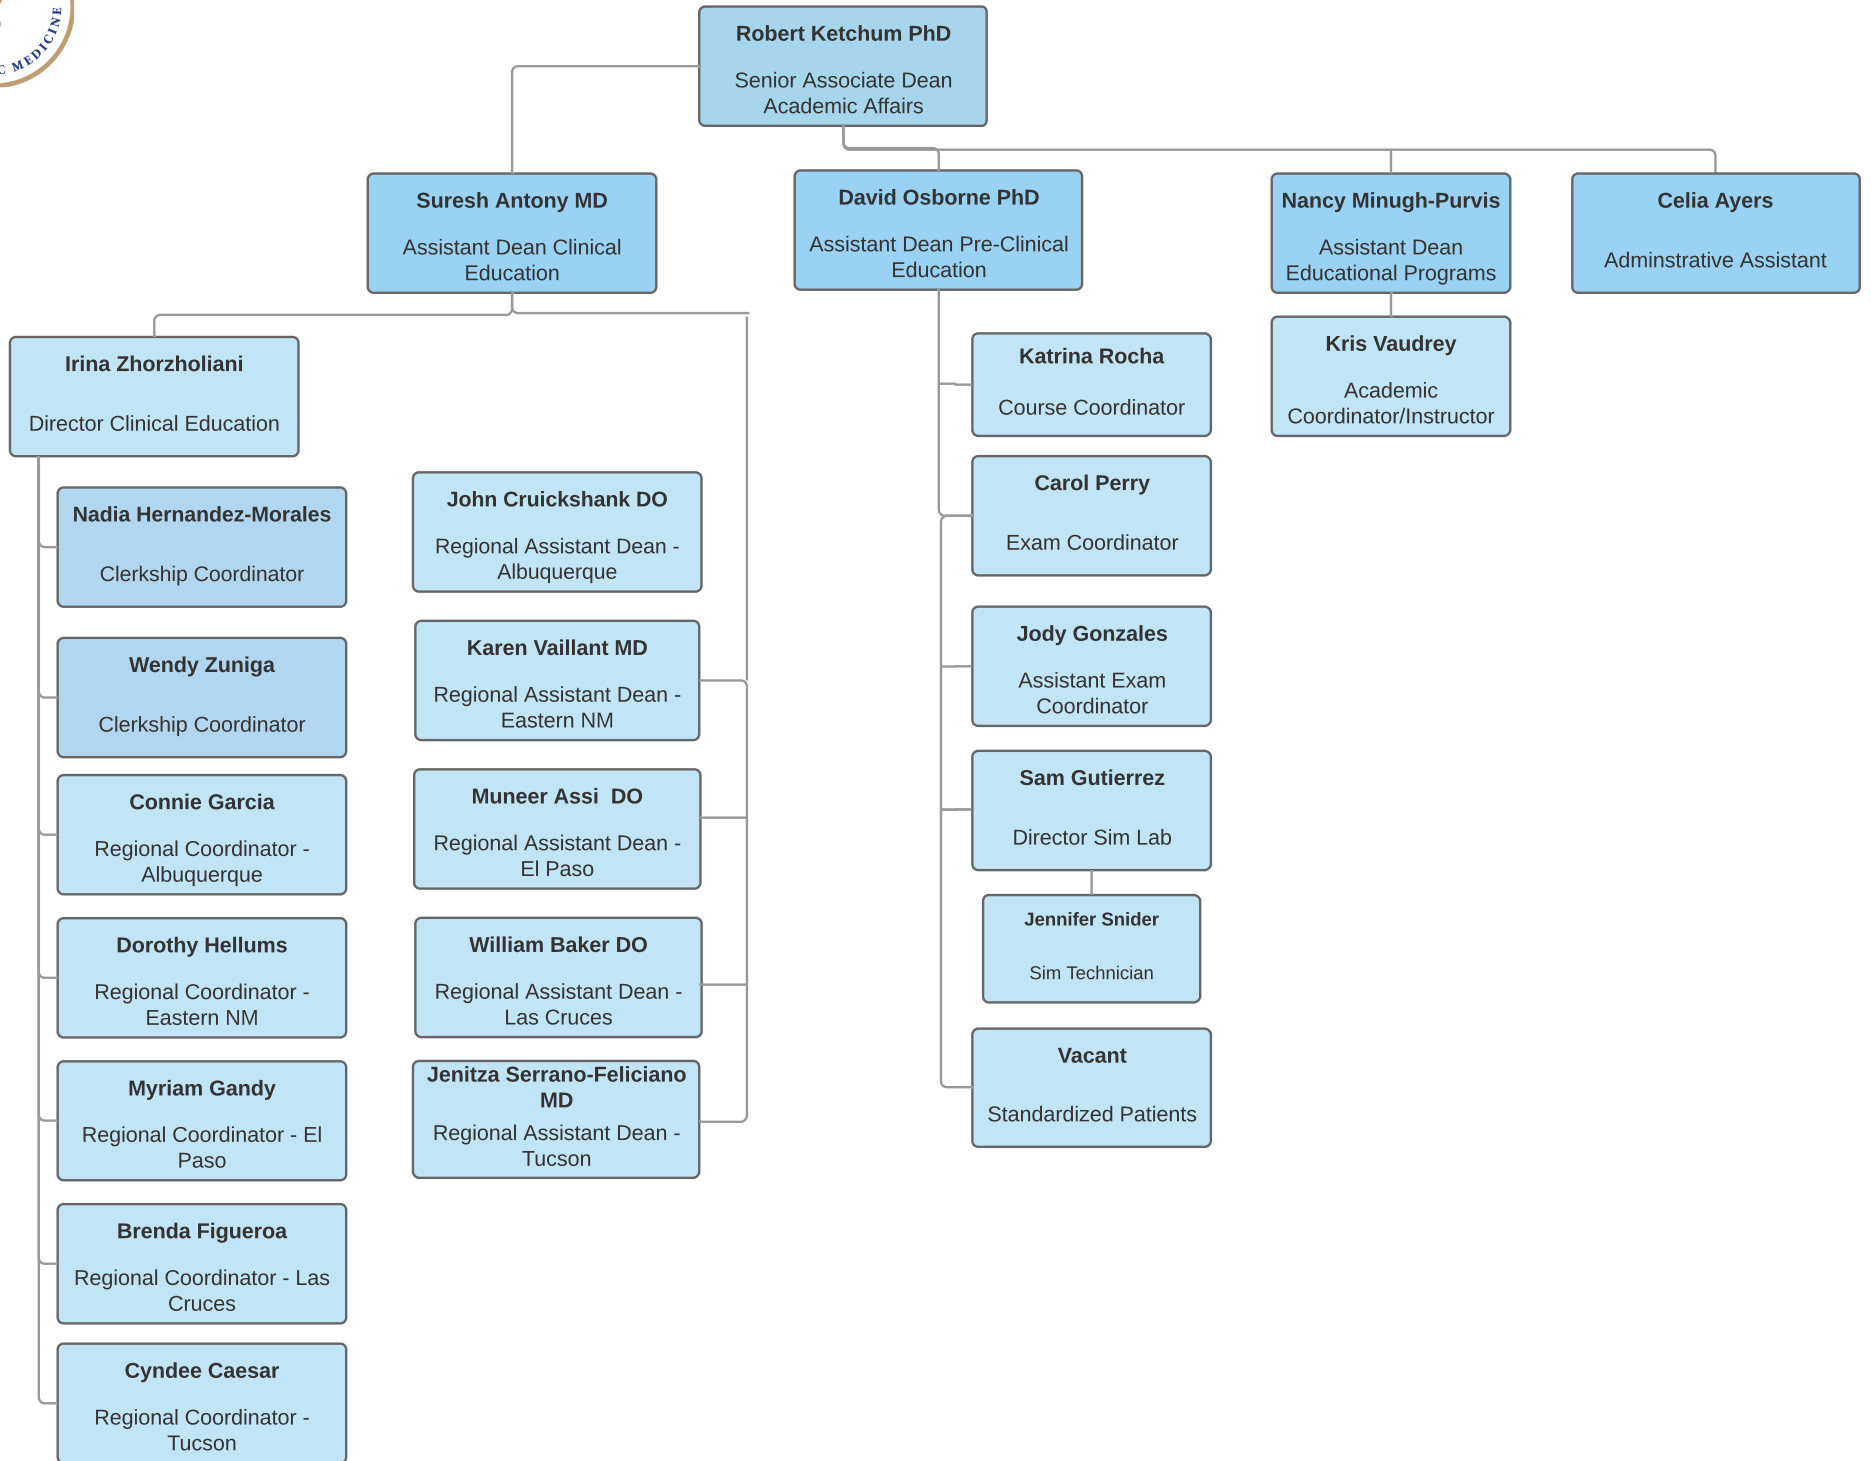 C MEDICINE
Robert Ketchum PhD
Senior Associate Dean
Academic Affairs
Suresh Antony MD
Assistant Dean Clinical
Education
David Osborne PhD
Assistant Dean Pre-Clinical
Education
Nancy Minugh-Purvis
Assistant Dean
Educational Programs
Celia Ayers
Adminstrative Assistant
Irina Zhorzholiani
Director Clinical Education
Nadia Hernandez-Morales
Clerkship Coordinator
Wendy Zuniga
Clerkship Coordinator
Connie Garcia
Regional Coordinator -
Albuquerque
Dorothy Hellums
Regional Coordinator -
Eastern NM
Myriam Gandy
Regional Coordinator - El
Paso
Brenda Figueroa
Regional Coordinator - Las
Cruces
Cyndee Caesar
Regional Coordinator -
Tucson
John Cruickshank DO
Regional Assistant Dean -
Albuquerque
Karen Vaillant MD
Regional Assistant Dean -
Eastern NM
Muneer Assi  DO
Regional Assistant Dean -
El Paso
William Baker DO
Regional Assistant Dean -
Las Cruces
Jenitza Serrano-Feliciano
MD
Regional Assistant Dean -
Tucson
Katrina Rocha
Course Coordinator
Carol Perry
Exam Coordinator
Jody Gonzales
Assistant Exam
Coordinator
Sam Gutierrez
Director Sim Lab
Jennifer Snider
Sim Technician
Vacant
Standardized Patients
Kris Vaudrey
Academic
Coordinator/Instructor